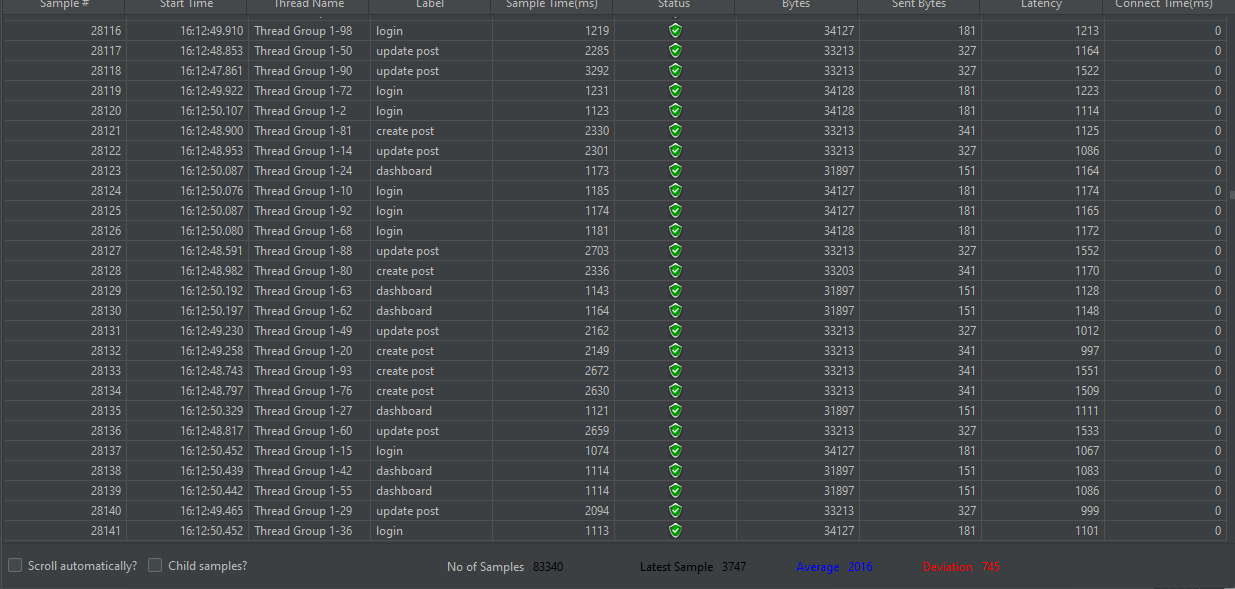 Sample # Start Time Thread Name Label Sample Time(ms) Status Bytes Sent Bytes Latency Connect Time(ms)
28116 16:12:49.910 Thread Group 1-98 login 1219 34127 181 1213 0
28117 16:12:48.853 Thread Group 1-50 update post 2285 33213 327 1164 0
28118 16:12:47.861 Thread Group 1-90 update post 3292 33213 327 1522 0
28119 16:12:49.922 Thread Group 1-72 login 1231 34128 181 1223 0
28120 16:12:50.107 Thread Group 1-2 login 1123 34128 181 1114 0
28121 16:12:48.900 Thread Group 1-81 create post 2330 33213 341 1125 0
28122 16:12:48.953 Thread Group 1-14 update post 2301 33213 327 1086 0
28123 16:12:50.087 Thread Group 1-24 dashboard 1173 31897 151 1164 0
28124 16:12:50.076 Thread Group 1-10 login 1185 34127 181 1174 0
28125 16:12:50.087 Thread Group 1-92 login 1174 34127 181 1165 0
28126 16:12:50.080 Thread Group 1-68 login 1181 34128 181 1172 0
28127 16:12:48.591 Thread Group 1-88 update post 2703 33213 327 1552 0
28128 16:12:48.982 Thread Group 1-80 create post 2336 33203 341 1170 0
28129 16:12:50.192 Thread Group 1-63 dashboard 1143 31897 151 1128 0
28130 16:12:50.197 Thread Group 1-62 dashboard 1164 31897 151 1148 0
28131 16:12:49.230 Thread Group 1-49 update post 2162 33213 327 1012 0
28132 16:12:49.258 Thread Group 1-20 create post 2149 33213 341 997 0
28133 16:12:48.743 Thread Group 1-93 create post 2672 33213 341 1551 0
28134 16:12:48.797 Thread Group 1-76 create post 2630 33213 341 1509 0
28135 16:12:50.329 Thread Group 1-27 dashboard 1121 31897 151 1111 0
28136 16:12:48.817 Thread Group 1-60 update post 2659 33213 327 1533 0
28137 16:12:50.452 Thread Group 1-15 login 1074 34127 181 1067 0
28138 16:12:50.439 Thread Group 1-42 dashboard 1114 31897 151 1083 0
28139 16:12:50.442 Thread Group 1-55 dashboard 1114 31897 151 1086 0
28140 16:12:49.465 Thread Group 1-29 update post 2094 33213 327 999 0
28141 16:12:50.452 Thread Group 1-36 login 1113 34127 181 1101 0
Scroll automatically? Child samples? No of Samples 83340 Latest Sample 3747 Average 2016 Deviation 745